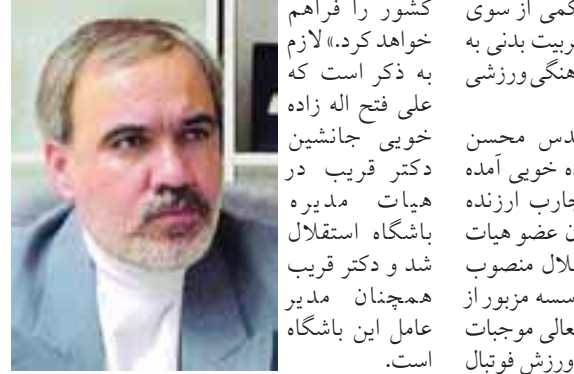 کمی از سوی
ربیت بدنی به
هنگی ورزشی
دس محسن
ه خویی آمده
جارب ارزنده
ن عضو هیات
لال منصوب
سسه مزبور از
عالی موجبات
ورزش فوتبال
کشور را فراهم
خواهد کرد.» لازم
به ذکر است که
علی فتح اله زاده
خویی جانشین
دکتر قریب در
هیات مدیره
باشگاه استقلال
شد و دکتر قریب
همچنان مدیر
عامل این باشگاه
است.